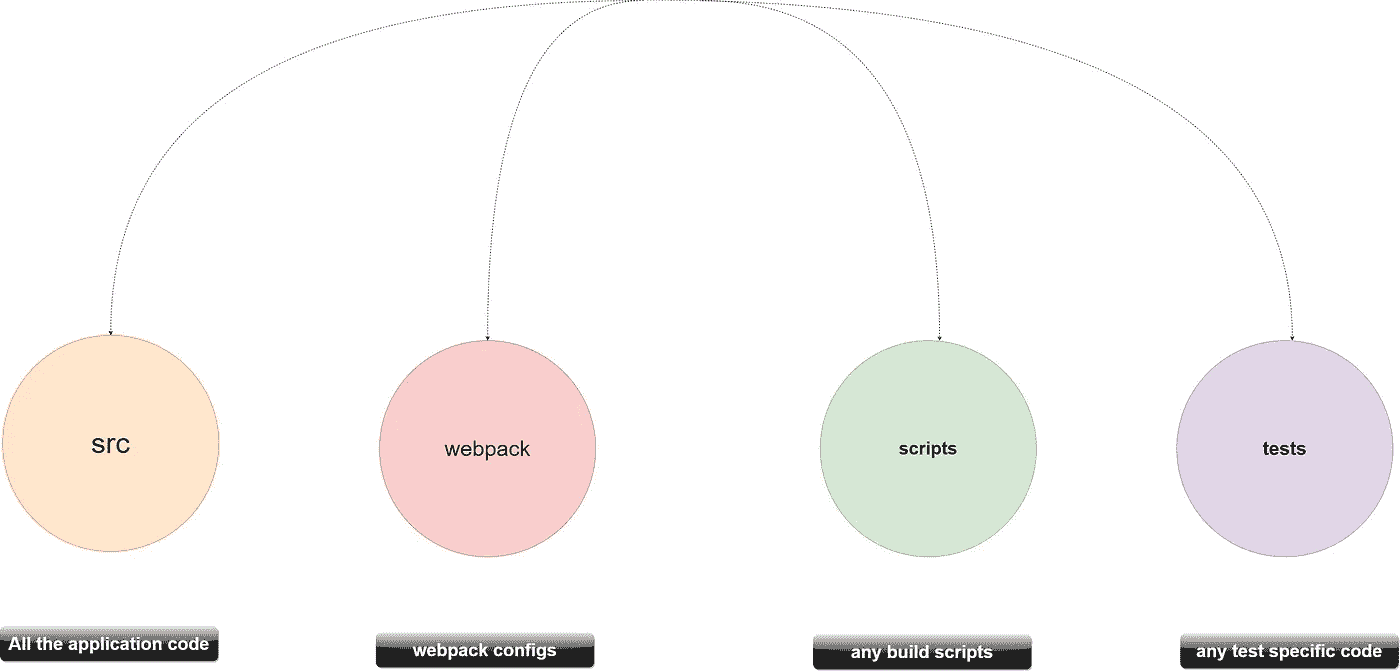 src
webpack
scripts
tests
All the application code
webpack configs
any build scripts
any test specific code